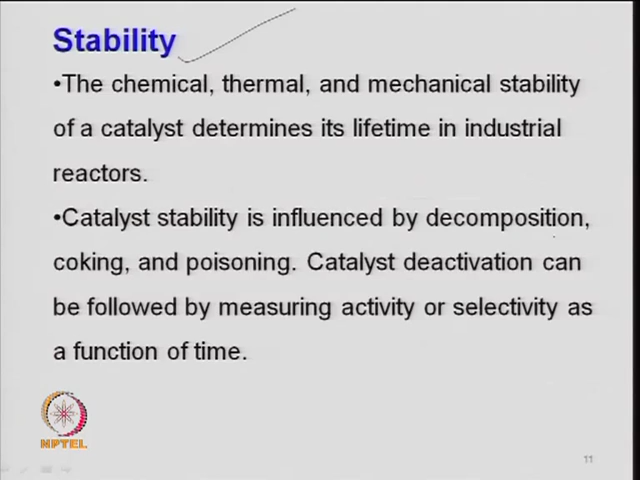 Stability
•The chemical, thermal, and mechanical stability
of a catalyst determines its lifetime in industrial
reactors.
•Catalyst stability is influenced by decomposition,
coking, and poisoning. Catalyst deactivation can
be followed by measuring activity or selectivity as
a function of time.
NPTEL
11